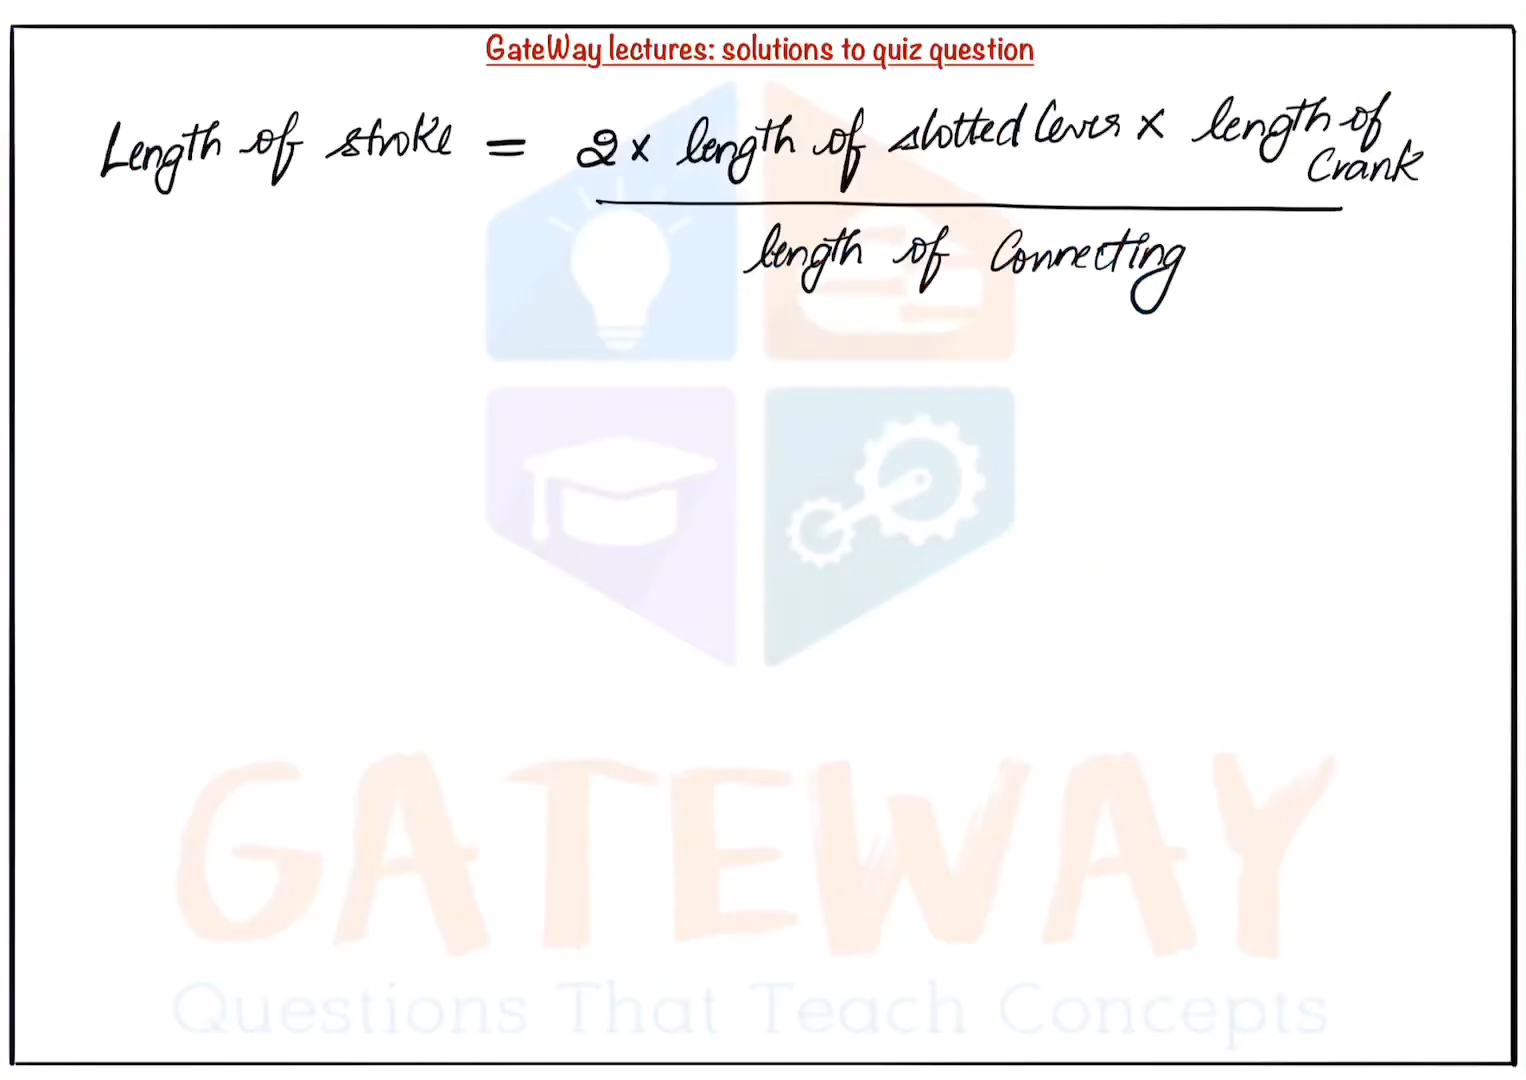 GateWay lectures: solutions to quiz question
Length of stroke = 2 x length of slotted lever x length of Crank
length of Connecting
GATEWAY
Questions That Teach Concepts